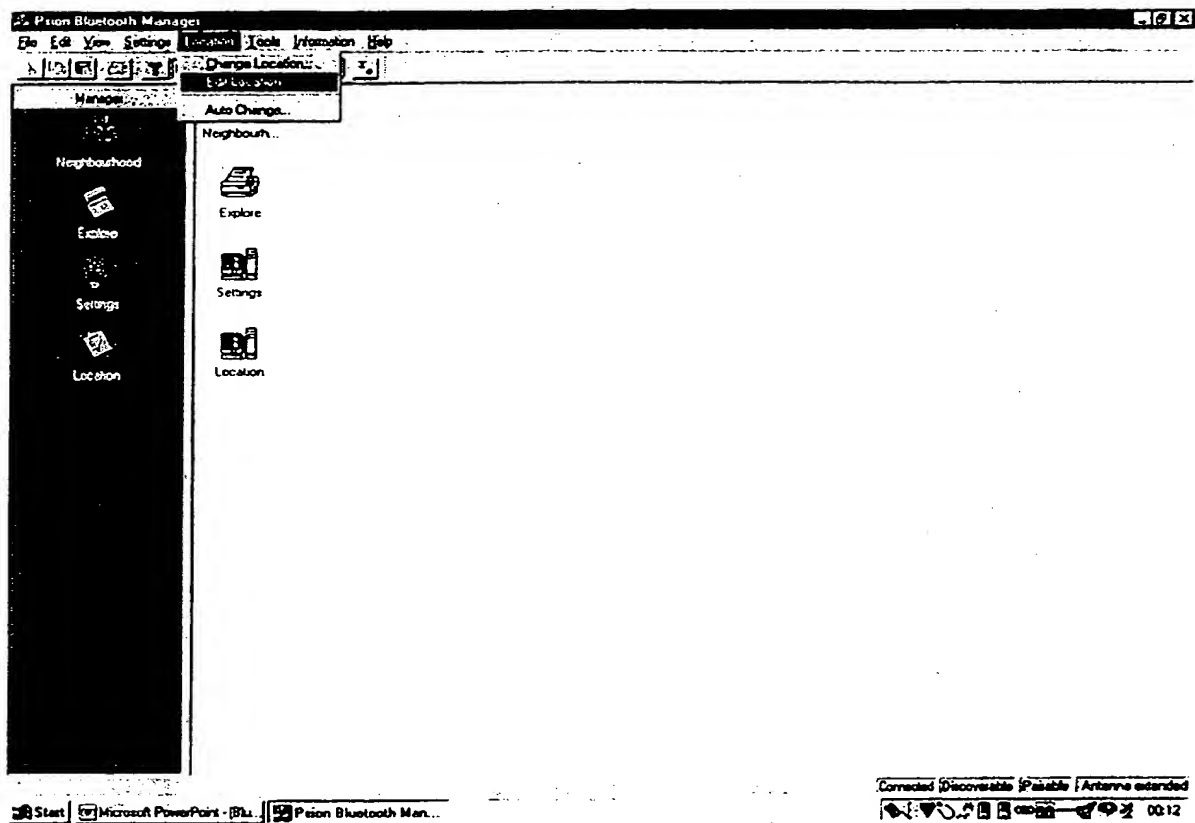 Psion Bluetooth Manager
File Edit View Settings Location Tools Information Help
Change Location...
Edit Location
Auto Change...
Manager
Neighbourhood
Explore
Settings
Location
Neighbourh...
Explore
Settings
Location
Connected Discoverable Pairable Antenna extended
Start Microsoft PowerPoint - [Blu... Psion Bluetooth Man... 00:12